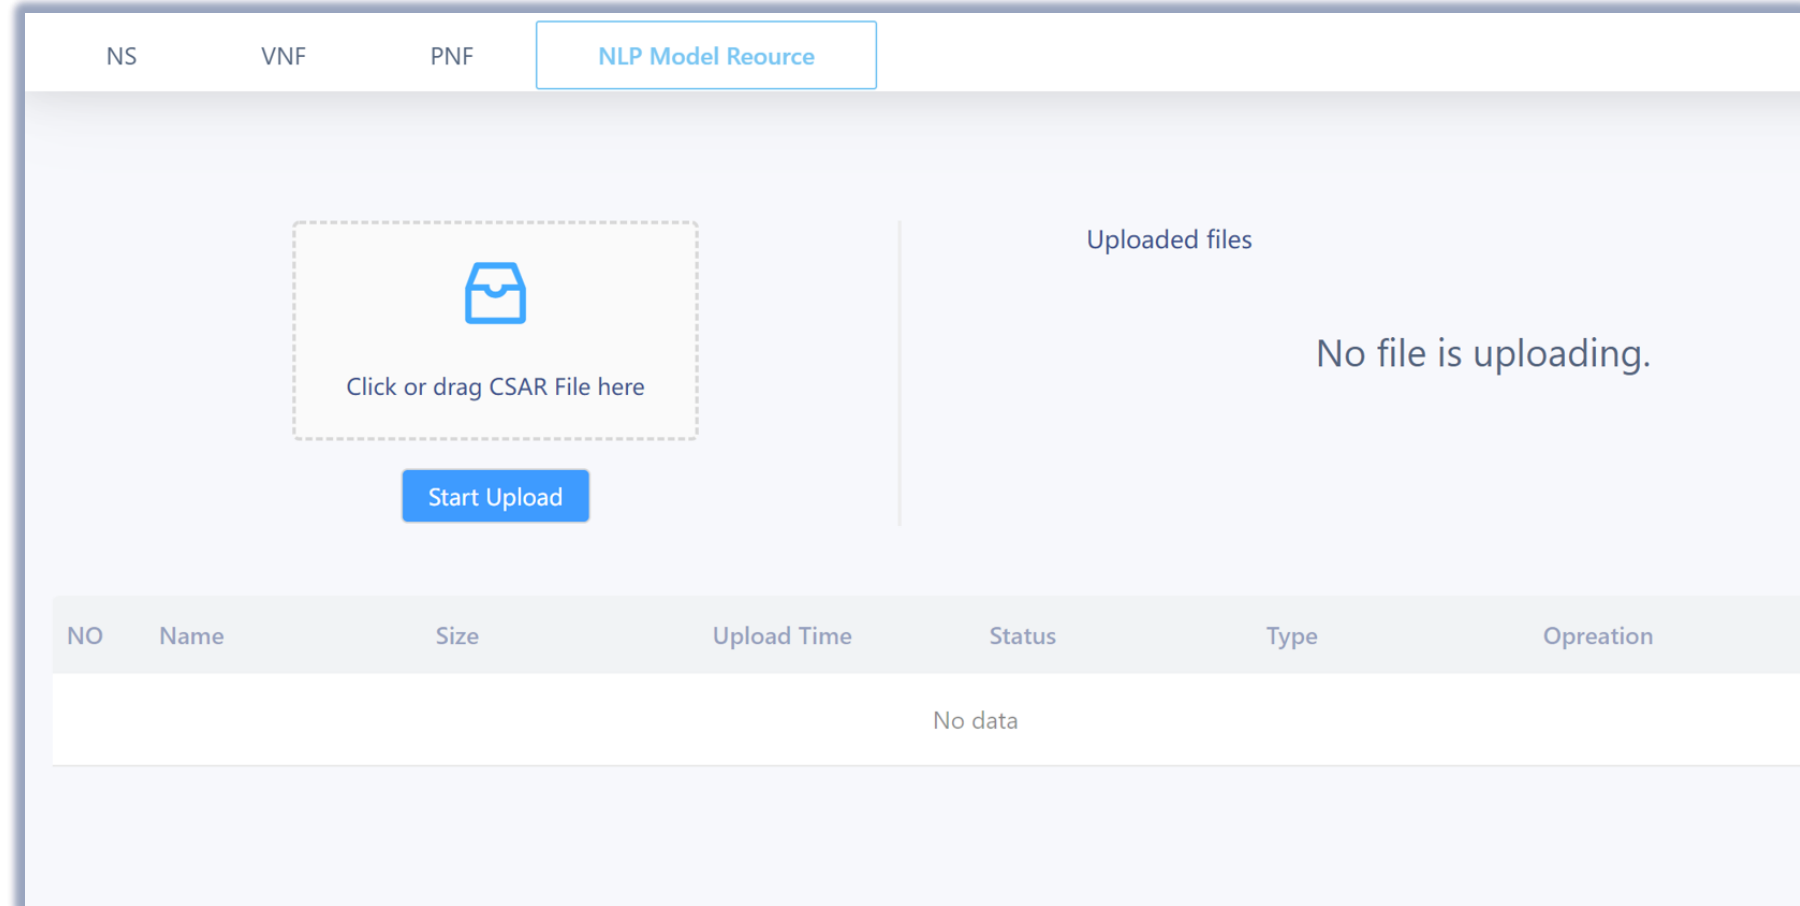 NS VNF PNF NLP Model Reource
Uploaded files
No file is uploading.
Click or drag CSAR File here
Start Upload
NO Name Size Upload Time Status Type Opreation
No data